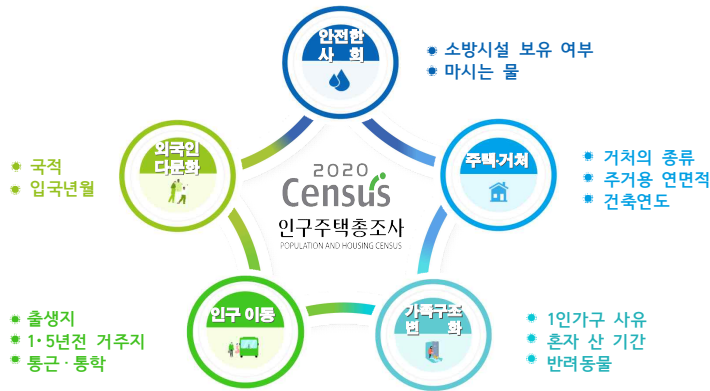 안전한
사 회
소방시설 보유 여부
마시는 물
외국인
다문화
국적
입국년월
주택·거처
거처의 종류
주거용 연면적
건축연도
2020
Census
인구주택총조사
POPULATION AND HOUSING CENSUS
인구 이동
출생지
1·5년전 거주지
통근·통학
가족구조
변 화
1인가구 사유
혼자 산 기간
반려동물